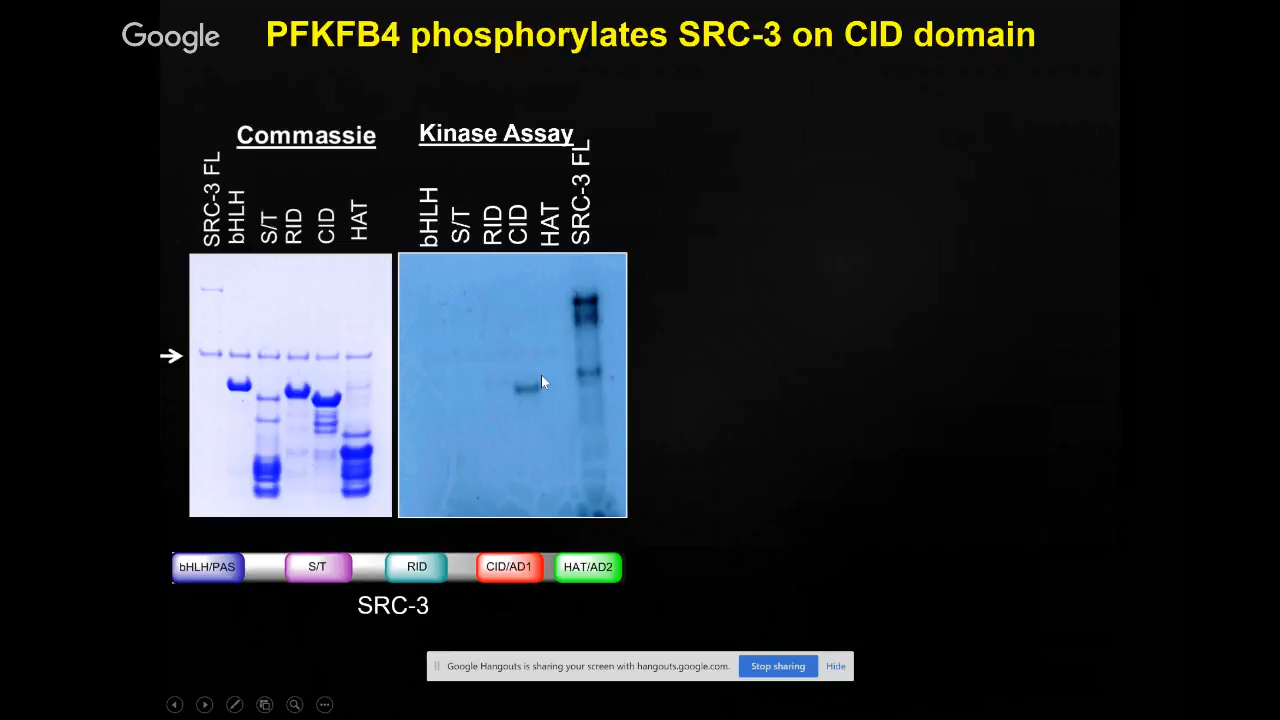 Google
PFKFB4 phosphorylates SRC-3 on CID domain
Commassie
Kinase Assay
SRC-3 FL
bHLH
S/T
RID
CID
HAT
bHLH
S/T
RID
CID
HAT
SRC-3 FL
bHLH/PAS
S/T
RID
CID/AD1
HAT/AD2
SRC-3
Google Hangouts is sharing your screen with hangouts.google.com.
Stop sharing
Hide